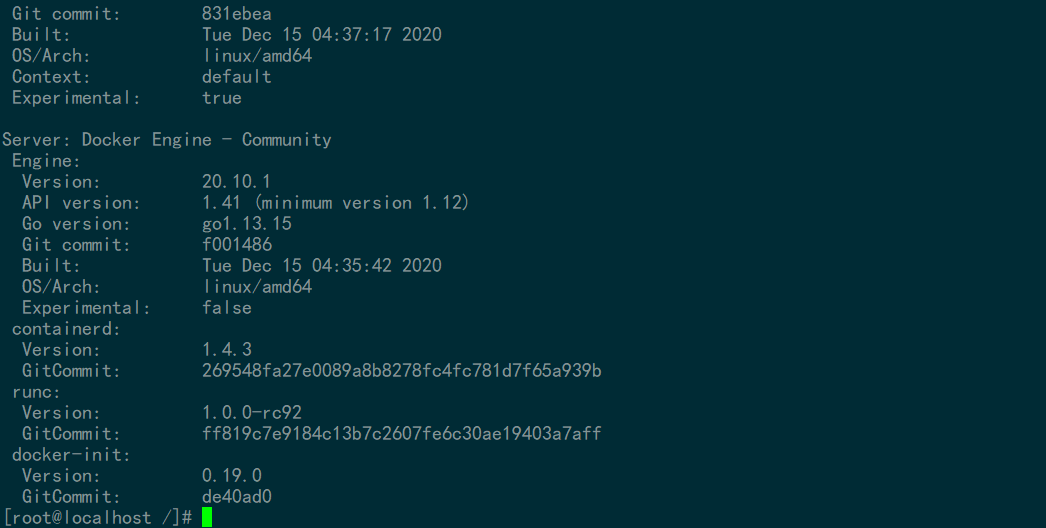 Git commit: 831ebea
Built: Tue Dec 15 04:37:17 2020
OS/Arch: linux/amd64
Context: default
Experimental: true
Server: Docker Engine - Community
Engine:
Version: 20.10.1
API version: 1.41 (minimum version 1.12)
Go version: go1.13.15
Git commit: f001486
Built: Tue Dec 15 04:35:42 2020
OS/Arch: linux/amd64
Experimental: false
containerd:
Version: 1.4.3
GitCommit: 269548fa27e0089a8b8278fc4fc781d7f65a939b
runc:
Version: 1.0.0-rc92
GitCommit: ff819c7e9184c13b7c2607fe6c30ae19403a7aff
docker-init:
Version: 0.19.0
GitCommit: de40ad0
[root@localhost /]#